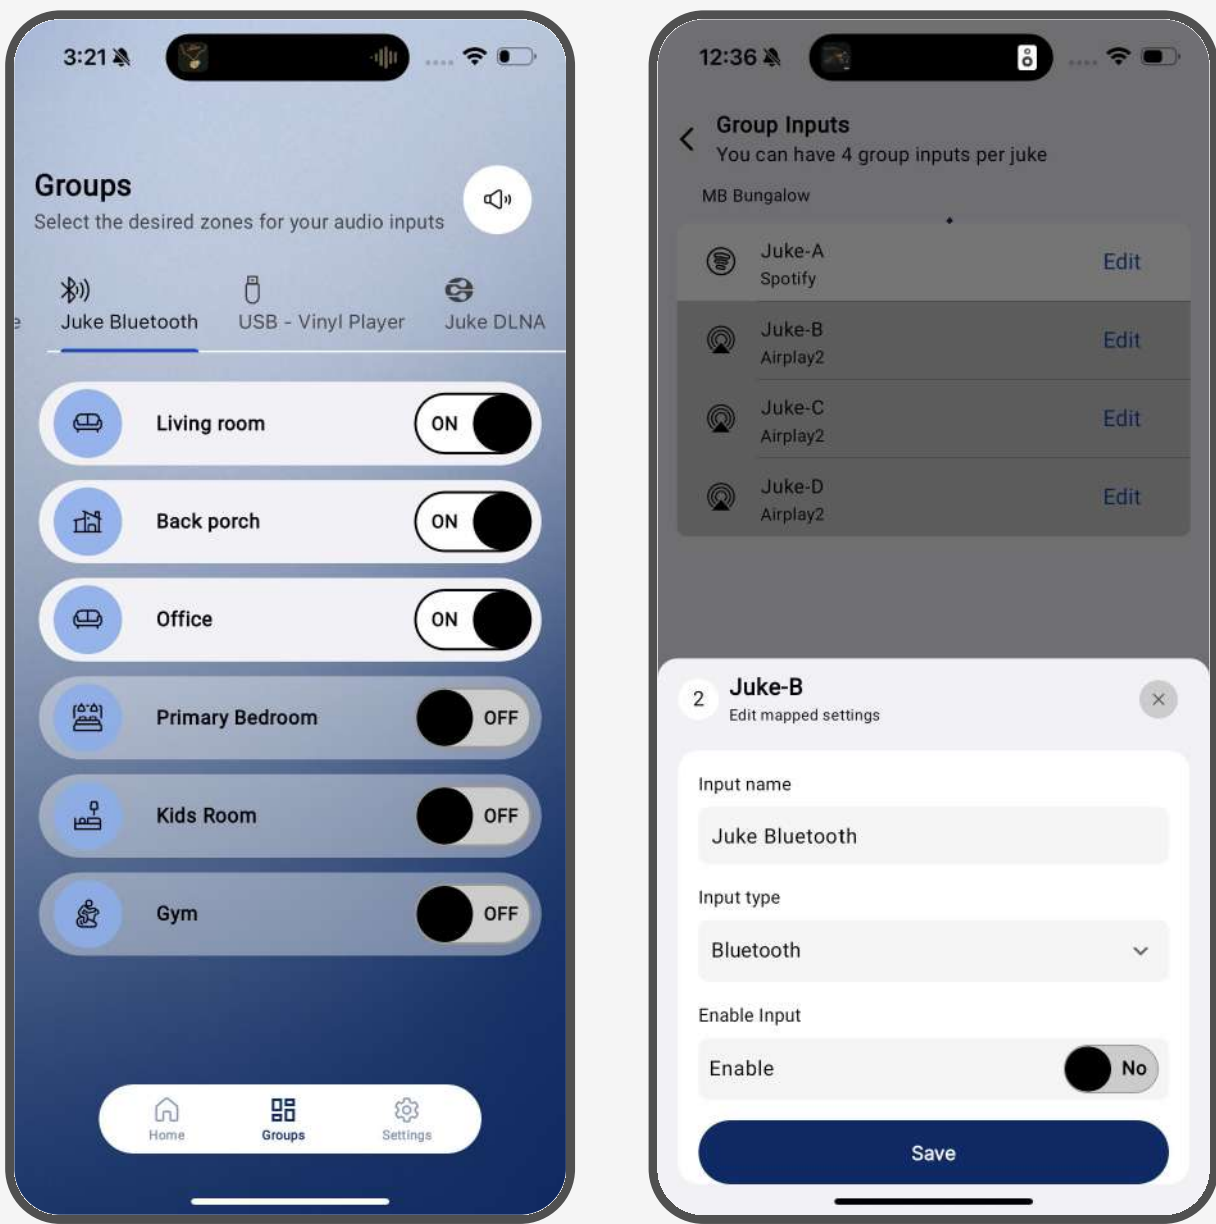 3:21
Groups
Select the desired zones for your audio inputs
e
Juke Bluetooth
USB - Vinyl Player
Juke DLNA
Living room
ON
Back porch
ON
Office
ON
Primary Bedroom
OFF
Kids Room
OFF
Gym
OFF
Home
Groups
Settings
12:36
Group Inputs
You can have 4 group inputs per juke
MB Bungalow
Juke-A
Spotify
Edit
Juke-B
Airplay2
Edit
Juke-C
Airplay2
Edit
Juke-D
Airplay2
Edit
2
Juke-B
Edit mapped settings
Input name
Juke Bluetooth
Input type
Bluetooth
Enable Input
Enable
No
Save